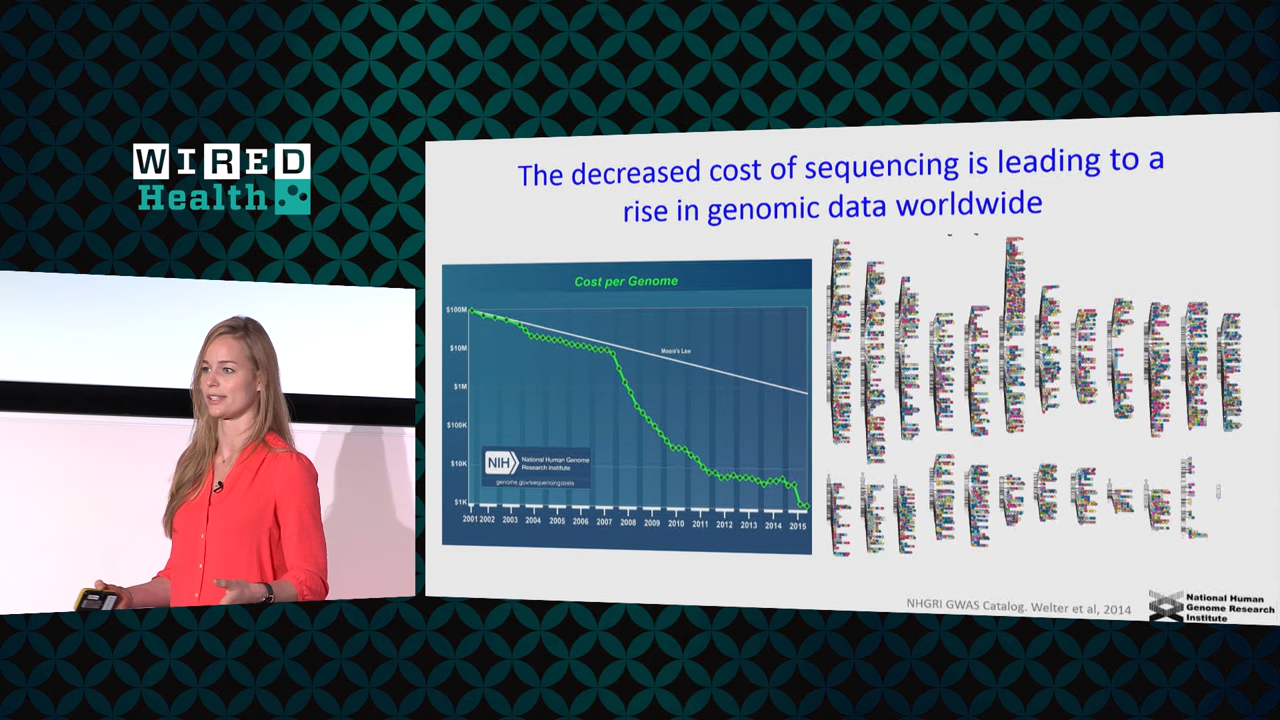 WIRED
Health
The decreased cost of sequencing is leading to a
rise in genomic data worldwide
Cost per Genome
$100M
$10M
$1M
$100K
$10K
$1K
Moore's Law
NIH
National Human Genome
Research Institute
genome.gov/sequencingcosts
2001 2002 2003 2004 2005 2006 2007 2008 2009 2010 2011 2012 2013 2014 2015
NHGRI GWAS Catalog. Welter et al, 2014
National Human
Genome Research
Institute